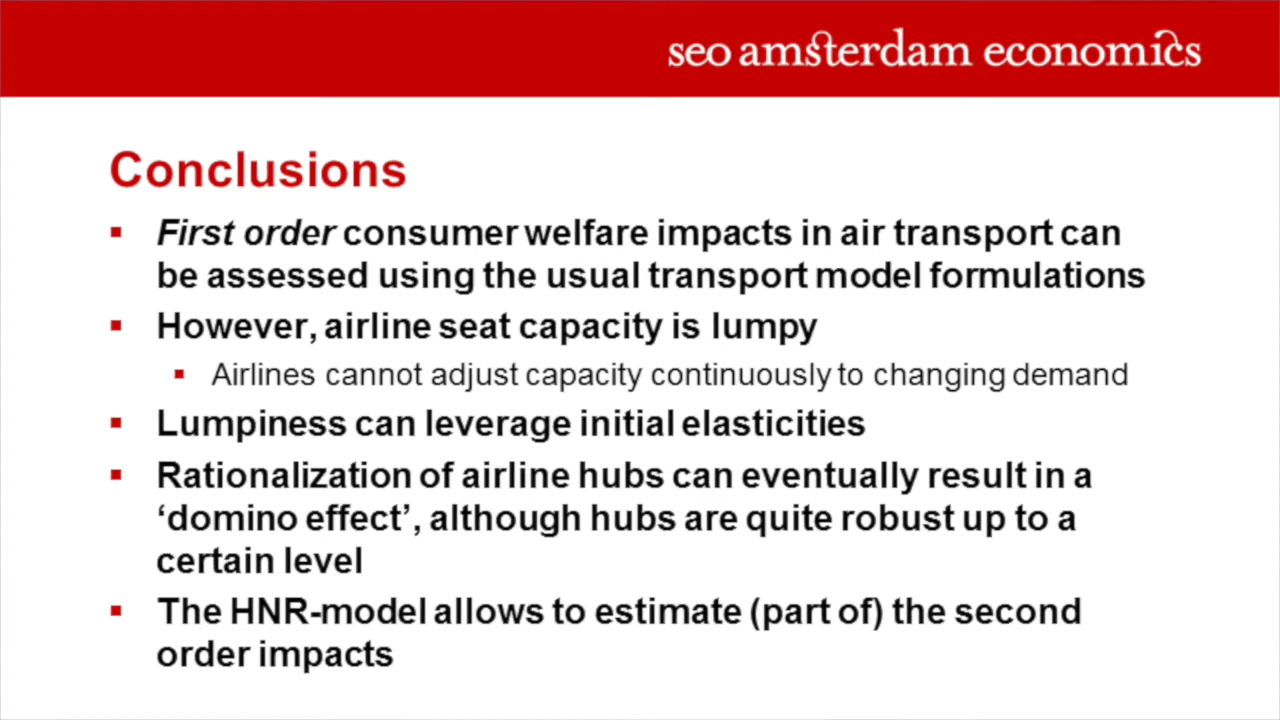 seo amsterdam economics
Conclusions
▪ First order consumer welfare impacts in air transport can
be assessed using the usual transport model formulations
▪ However, airline seat capacity is lumpy
▪ Airlines cannot adjust capacity continuously to changing demand
▪ Lumpiness can leverage initial elasticities
▪ Rationalization of airline hubs can eventually result in a
‘domino effect’, although hubs are quite robust up to a
certain level
▪ The HNR-model allows to estimate (part of) the second
order impacts